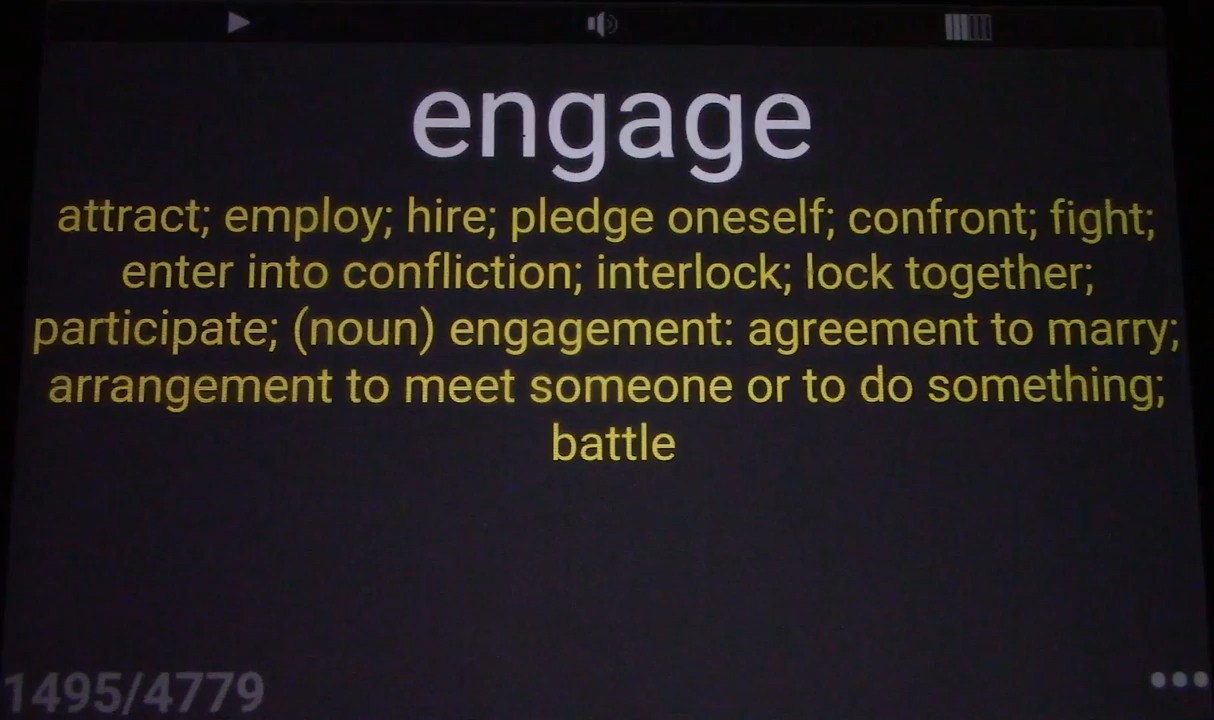 engage
attract; employ; hire; pledge oneself; confront; fight;
enter into confliction; interlock; lock together;
participate; (noun) engagement: agreement to marry;
arrangement to meet someone or to do something;
battle
1495/4779